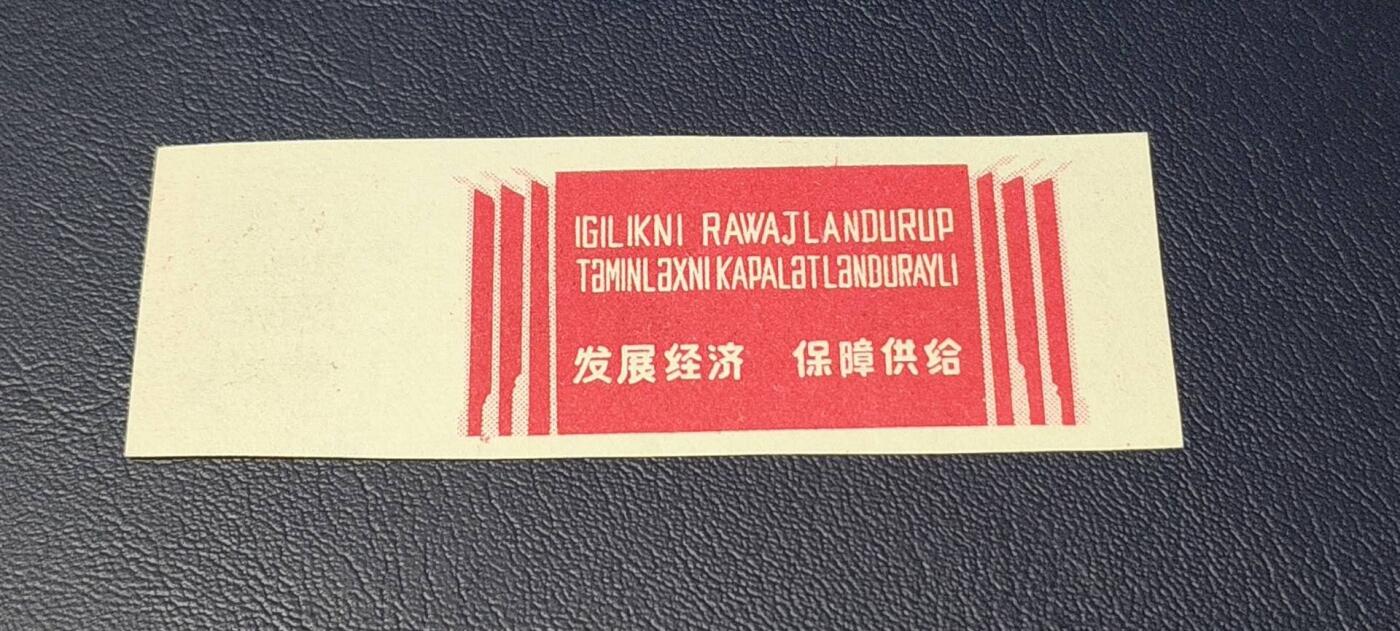 IGILIKNI RAWAJLANDURUP
TƏMINLƏXNI KAPALƏTLƏNDURAYLI
发展经济 保障供给